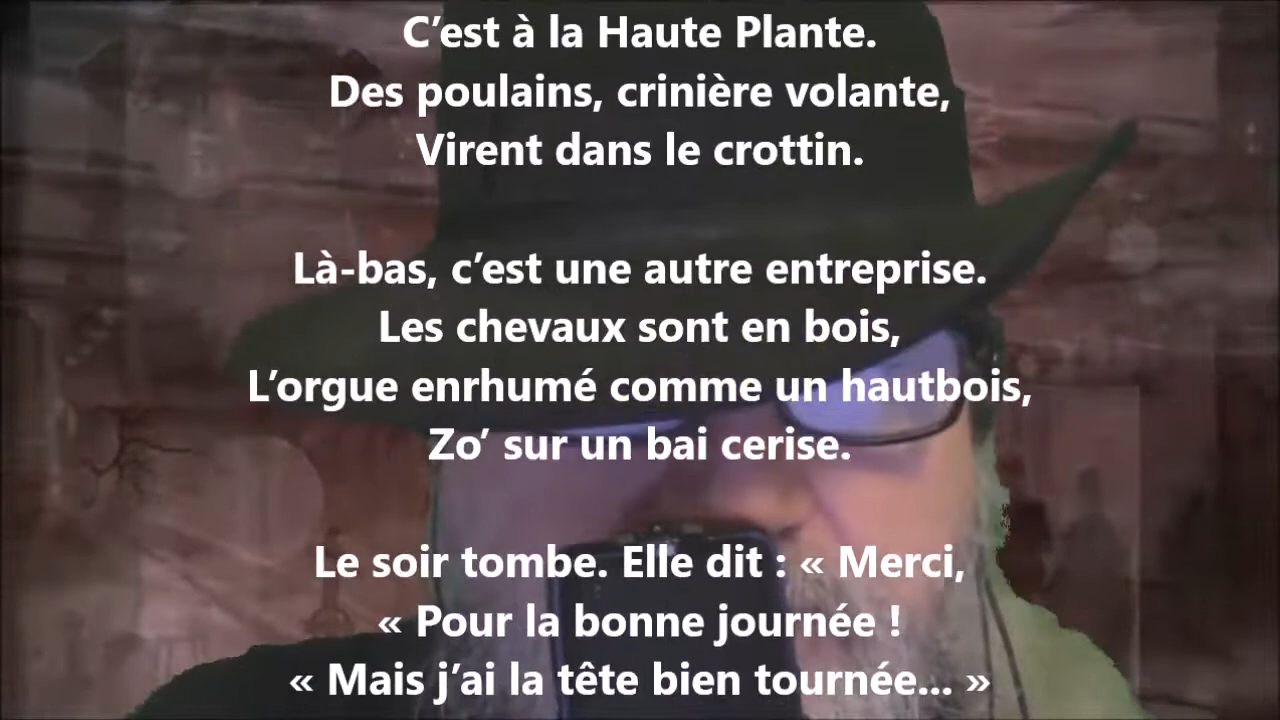 C’est à la Haute Plante.
Des poulains, crinière volante,
Virent dans le crottin.
Là-bas, c’est une autre entreprise.
Les chevaux sont en bois,
L’orgue enrhumé comme un hautbois,
Zo’ sur un bai cerise.
Le soir tombe. Elle dit : « Merci,
« Pour la bonne journée !
« Mais j’ai la tête bien tournée... »